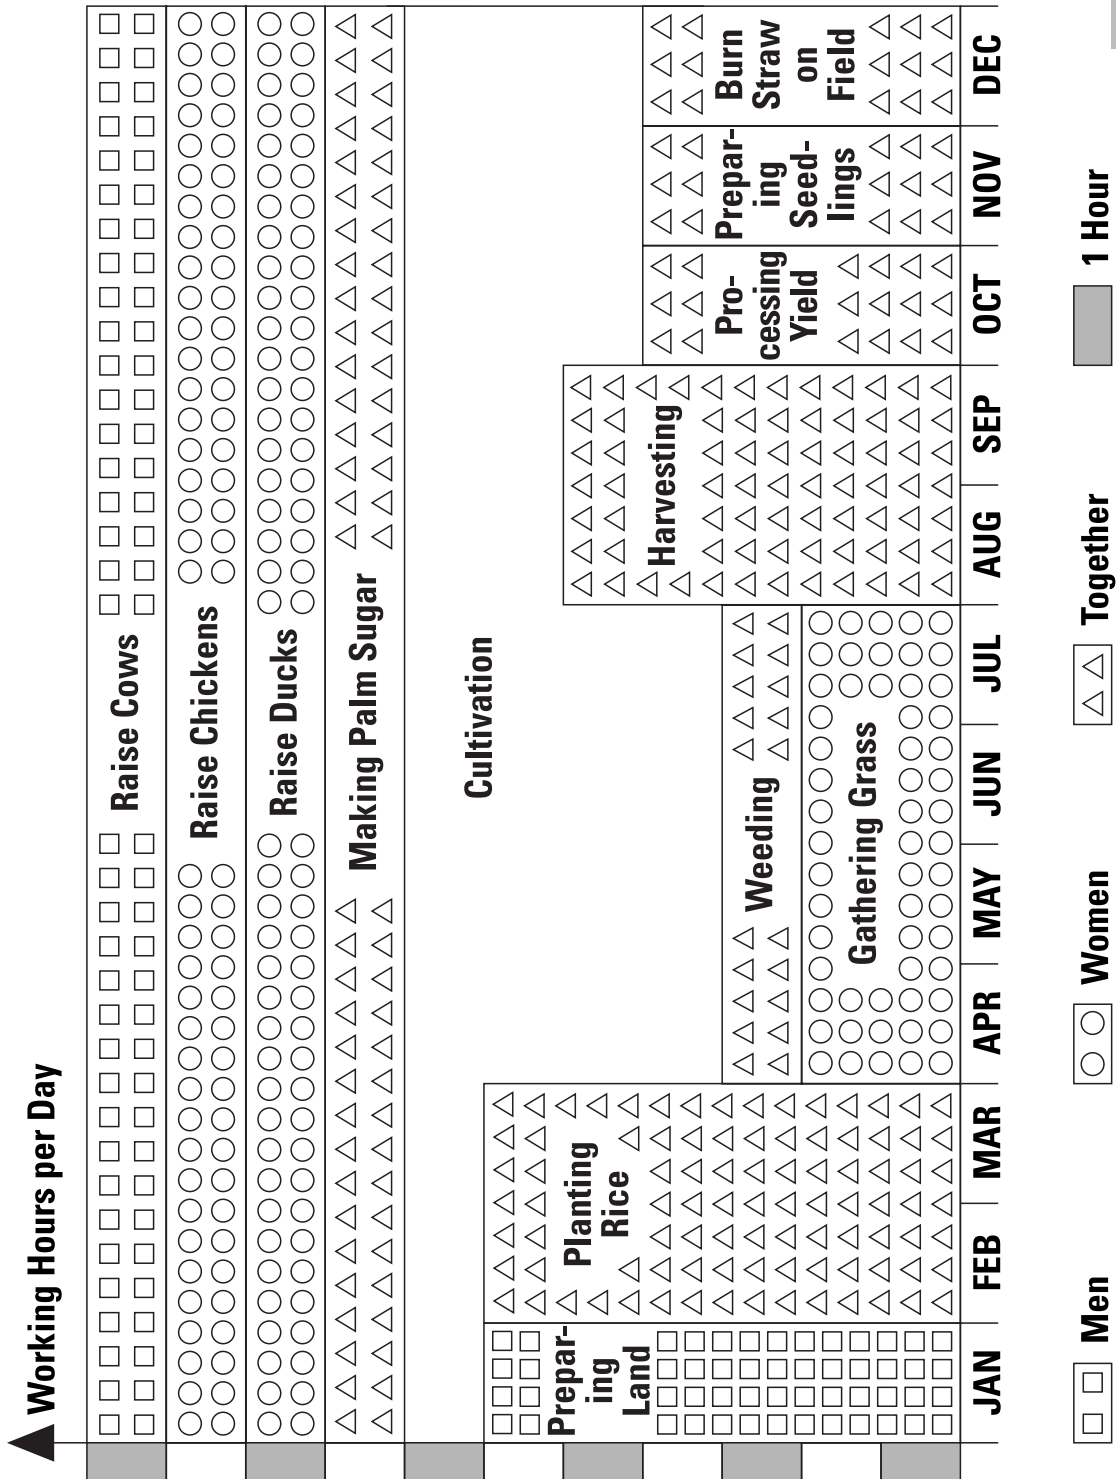 Working Hours per Day
Raise Cows
Raise Chickens
Raise Ducks
Making Palm Sugar
Cultivation
Prepar-
ing
Land
Planting
Rice
Weeding
Gathering Grass
Harvesting
Pro-
cessing
Yield
Prepar-
ing
Seed-
lings
Burn
Straw
on
Field
JAN FEB MAR APR MAY JUN JUL AUG SEP OCT NOV DEC
Men Women Together 1 Hour